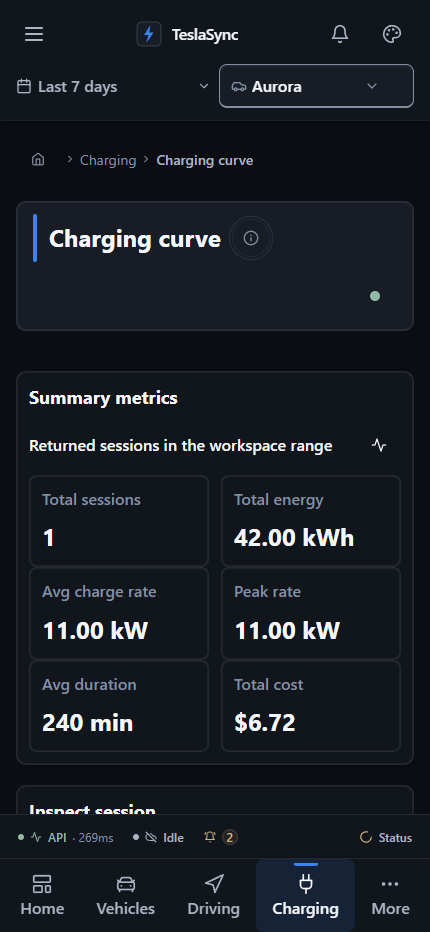 TeslaSync
Last 7 days
Aurora
Charging
Charging curve
Charging curve
Summary metrics
Returned sessions in the workspace range
Total sessions
Total energy
1
42.00 kWh
Avg charge rate
Peak rate
11.00 kW
11.00 kW
Avg duration
Total cost
240 min
$6.72
Inspect session
API · 269ms
Idle
2
Status
Home
Vehicles
Driving
Charging
More